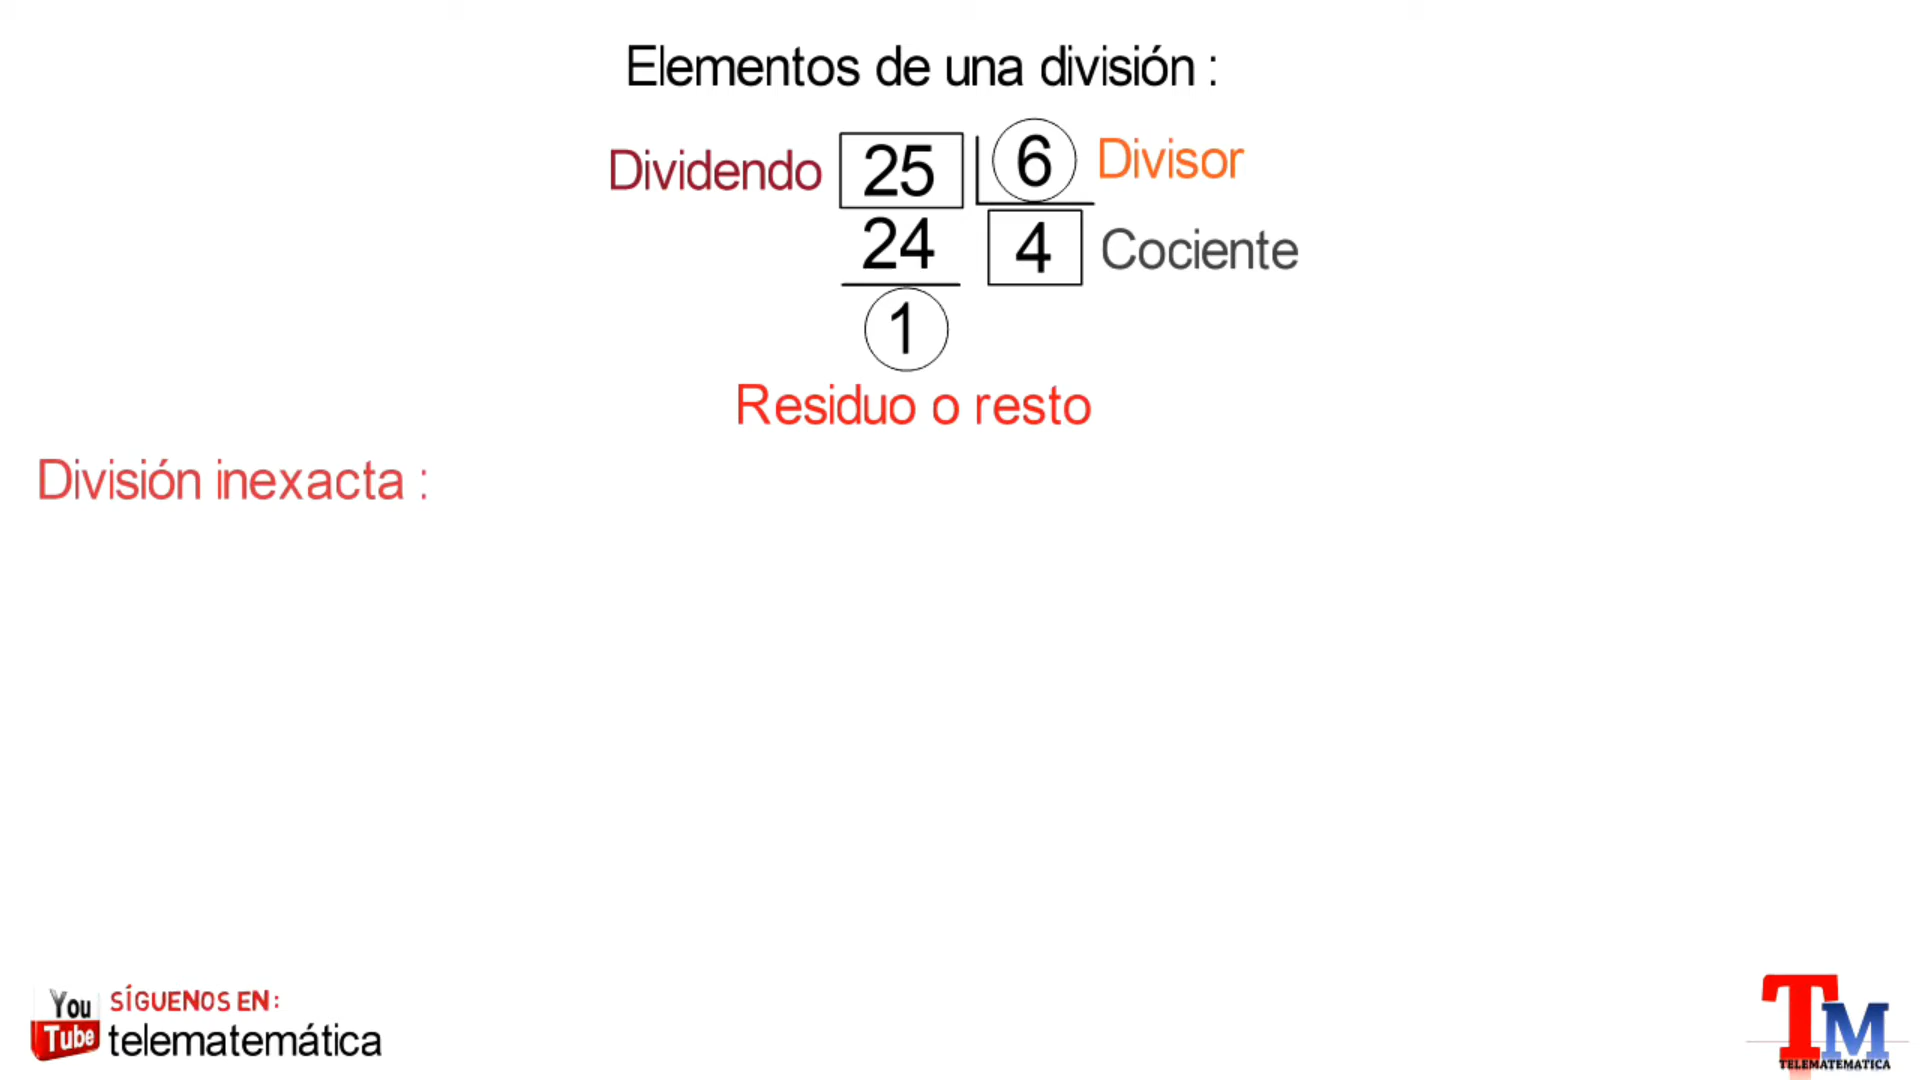 Elementos de una división :
Dividendo 25 6 Divisor
24 4 Cociente
1
Residuo o resto
División inexacta :
You Tube SÍGUENOS EN:
telematemática
TM
TELEMATEMATICA